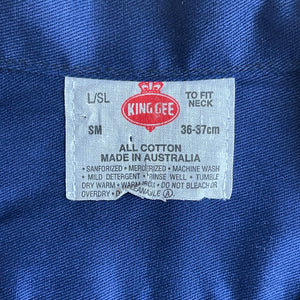 L/SL KING GEE TO FIT
NECK
SM 36-37cm
ALL COTTON
MADE IN AUSTRALIA
• SANFORIZED • MERCERIZED • MACHINE WASH
• MILD DETERGENT • RINSE WELL • TUMBLE
DRY WARM • WARM • DO NOT BLEACH OR
OVERDRY • Ⓐ